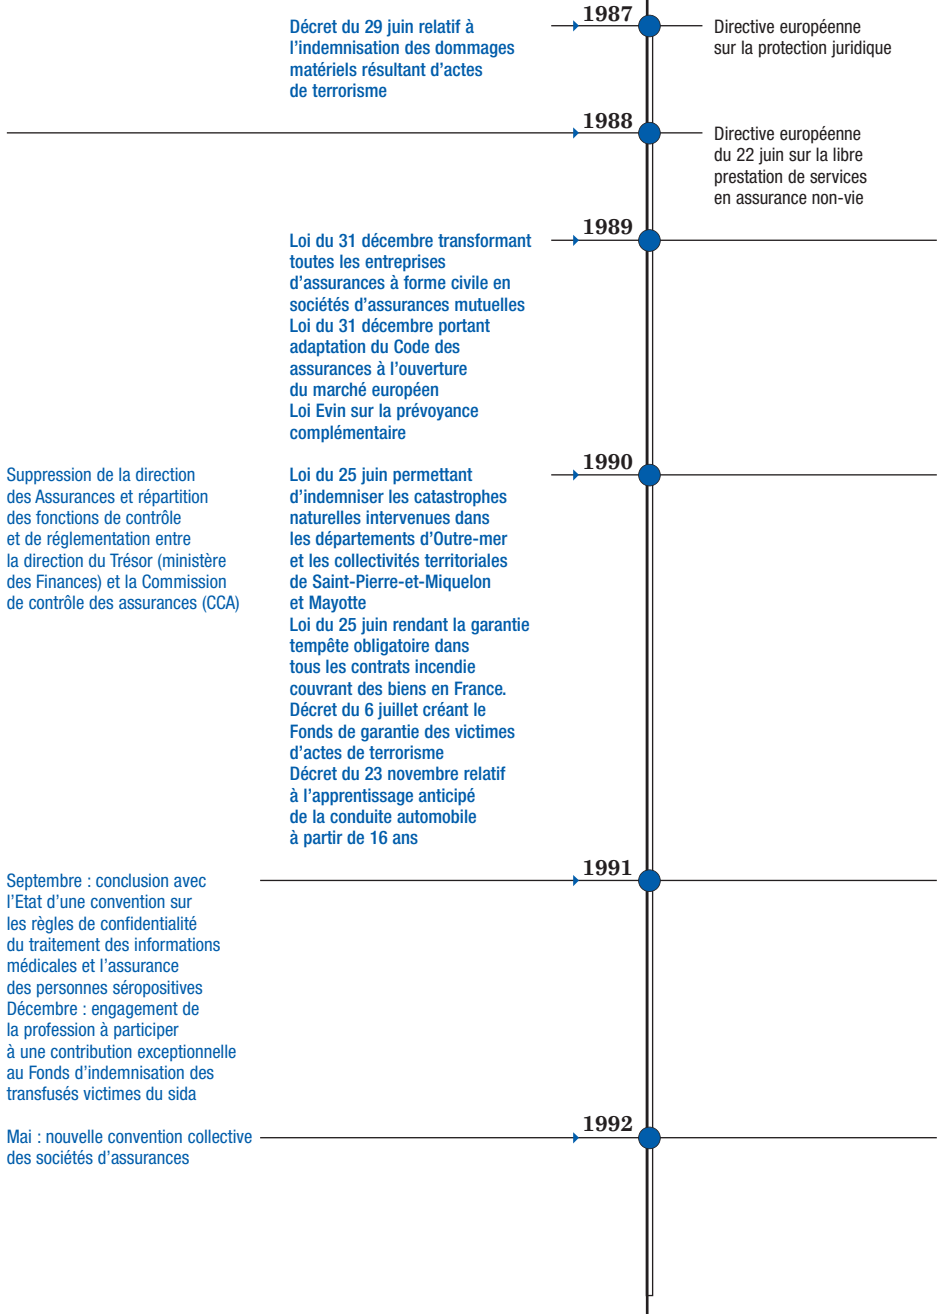 1987
Décret du 29 juin relatif à
l’indemnisation des dommages
matériels résultant d’actes
de terrorisme
Directive européenne
sur la protection juridique
1988
Directive européenne
du 22 juin sur la libre
prestation de services
en assurance non-vie
1989
Loi du 31 décembre transformant
toutes les entreprises
d’assurances à forme civile en
sociétés d’assurances mutuelles
Loi du 31 décembre portant
adaptation du Code des
assurances à l’ouverture
du marché européen
Loi Evin sur la prévoyance
complémentaire
1990
Suppression de la direction
des Assurances et répartition
des fonctions de contrôle
et de réglementation entre
la direction du Trésor (ministère
des Finances) et la Commission
de contrôle des assurances (CCA)
Loi du 25 juin permettant
d’indemniser les catastrophes
naturelles intervenues dans
les départements d’Outre-mer
et les collectivités territoriales
de Saint-Pierre-et-Miquelon
et Mayotte
Loi du 25 juin rendant la garantie
tempête obligatoire dans
tous les contrats incendie
couvrant des biens en France.
Décret du 6 juillet créant le
Fonds de garantie des victimes
d’actes de terrorisme
Décret du 23 novembre relatif
à l’apprentissage anticipé
de la conduite automobile
à partir de 16 ans
1991
Septembre : conclusion avec
l’Etat d’une convention sur
les règles de confidentialité
du traitement des informations
médicales et l’assurance
des personnes séropositives
Décembre : engagement de
la profession à participer
à une contribution exceptionnelle
au Fonds d’indemnisation des
transfusés victimes du sida
1992
Mai : nouvelle convention collective
des sociétés d’assurances